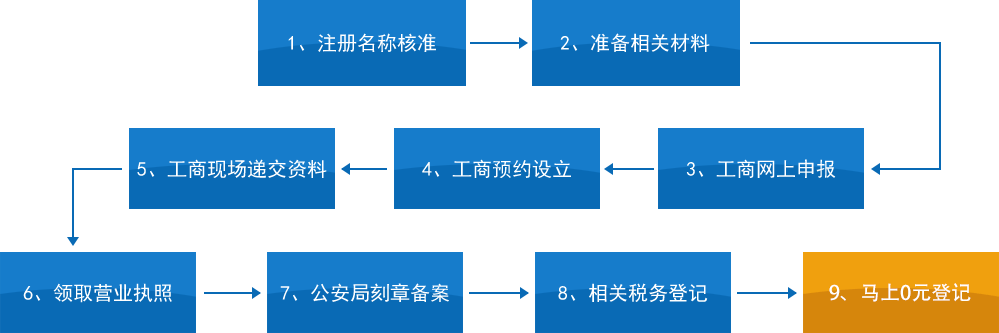 1、注册名称核准
2、准备相关材料
3、工商网上申报
4、工商预约设立
5、工商现场递交资料
6、领取营业执照
7、公安局刻章备案
8、相关税务登记
9、马上0元登记